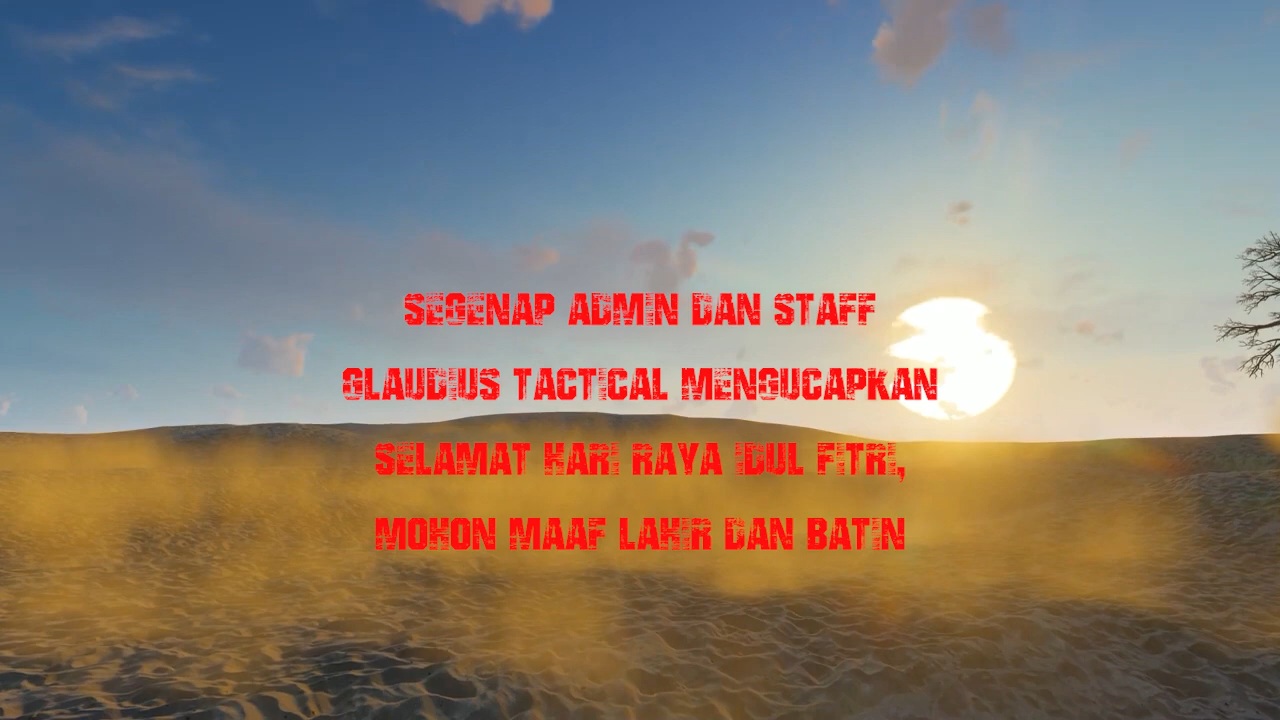 SEGENAP ADMIN DAN STAFF
GLAUDIUS TACTICAL MENGUCAPKAN
SELAMAT HARI RAYA IDUL FITRI,
MOHON MAAF LAHIR DAN BATIN